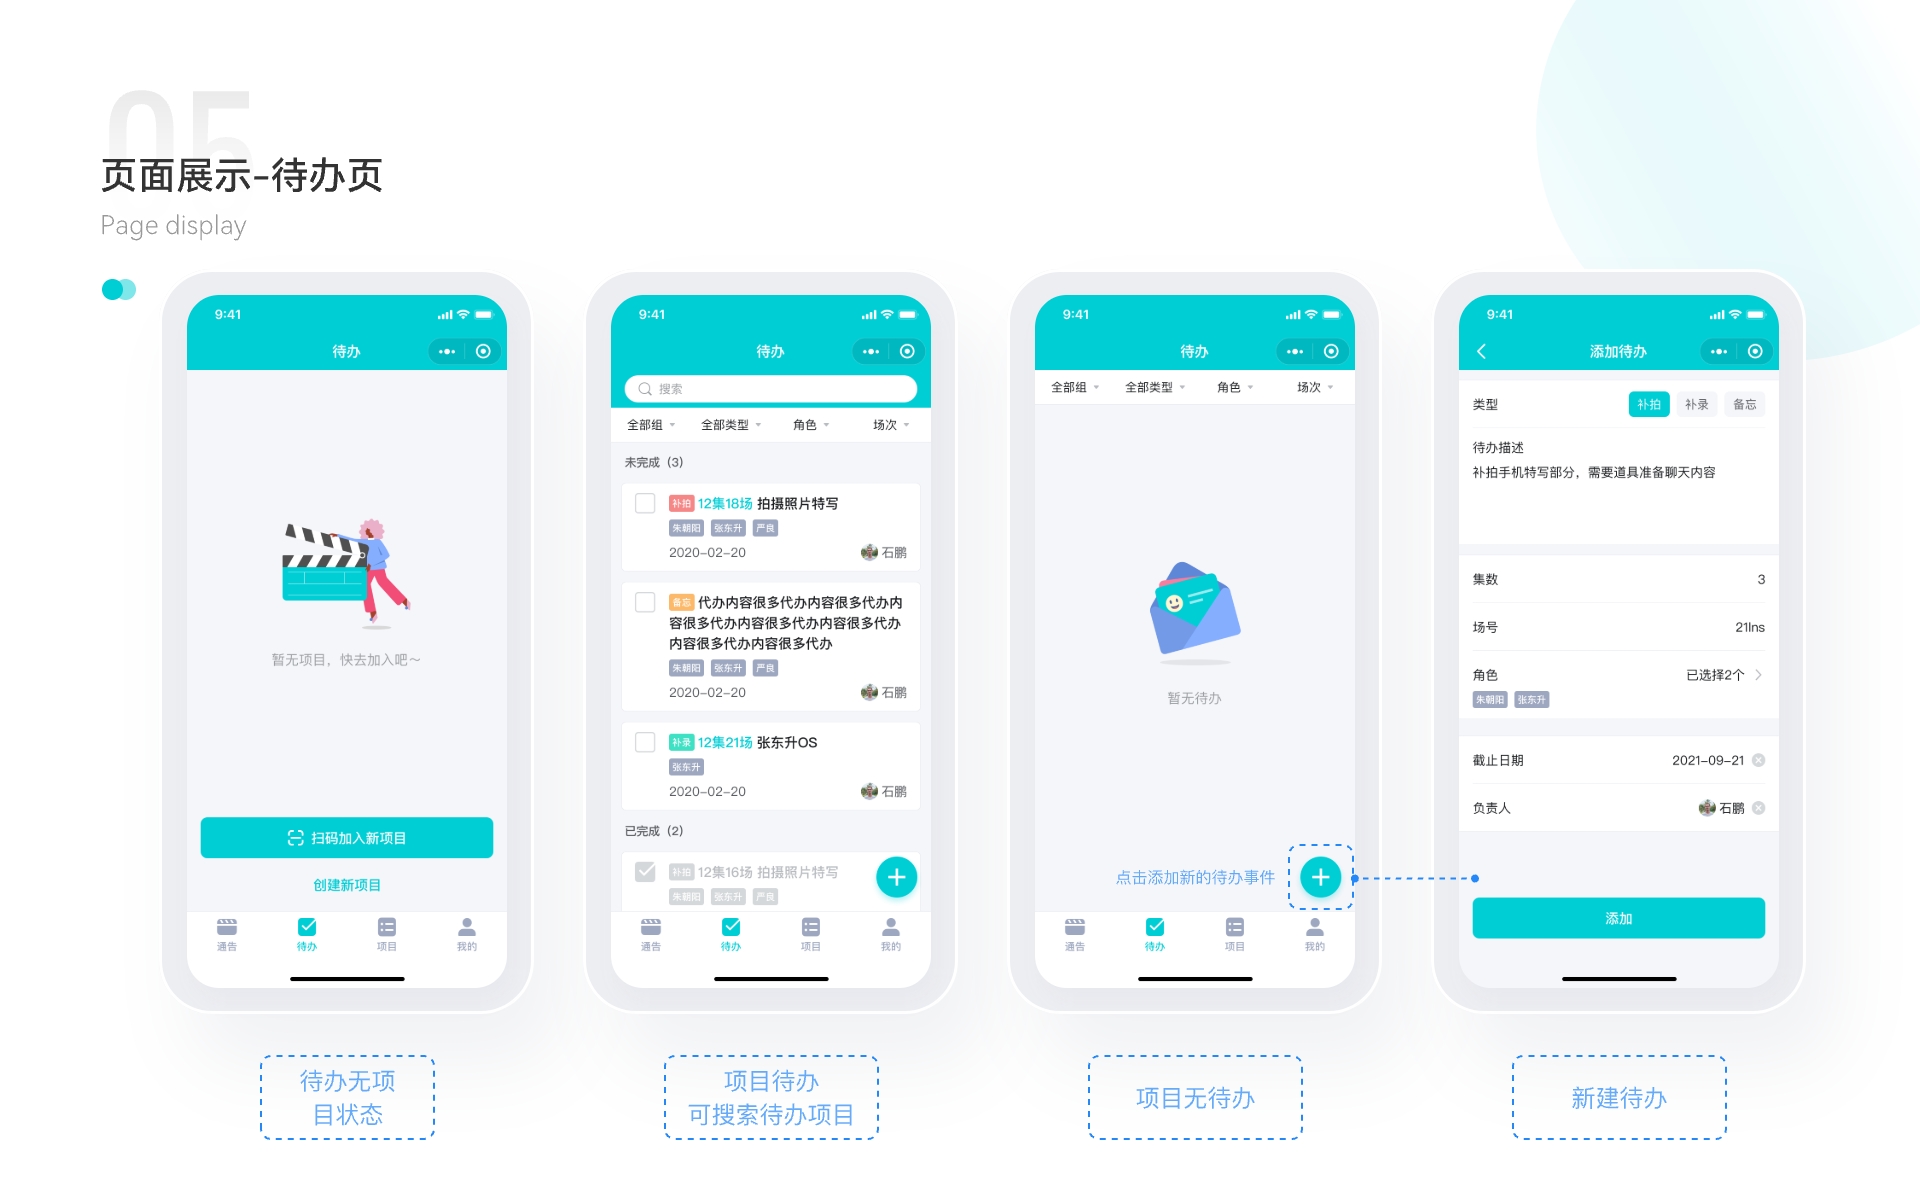 05
页面展示-待办页
Page display
9:41
待办
暂无项目，快去加入吧～
扫码加入新项目
创建新项目
通告 待办 项目 我的
待办无项
目状态
9:41
待办
搜索
全部组 全部类型 角色 场次
未完成（3）
补拍 12集18场 拍摄照片特写
朱朝阳 张东升 严良
2020-02-20 石鹏
备忘 代办内容很多代办内容很多代办内
容很多代办内容很多代办内容很多代办
内容很多代办内容很多代办
朱朝阳 张东升 严良
2020-02-20 石鹏
补录 12集21场 张东升OS
张东升
2020-02-20 石鹏
已完成（2）
补拍 12集16场 拍摄照片特写
朱朝阳 张东升 严良
通告 待办 项目 我的
项目待办
可搜索待办项目
9:41
待办
全部组 全部类型 角色 场次
暂无待办
点击添加新的待办事件
通告 待办 项目 我的
项目无待办
9:41
添加待办
类型 补拍 补录 备忘
待办描述
补拍手机特写部分，需要道具准备聊天内容
集数 3
场号 21Ins
角色 已选择2个
朱朝阳 张东升
截止日期 2021-09-21
负责人 石鹏
添加
新建待办